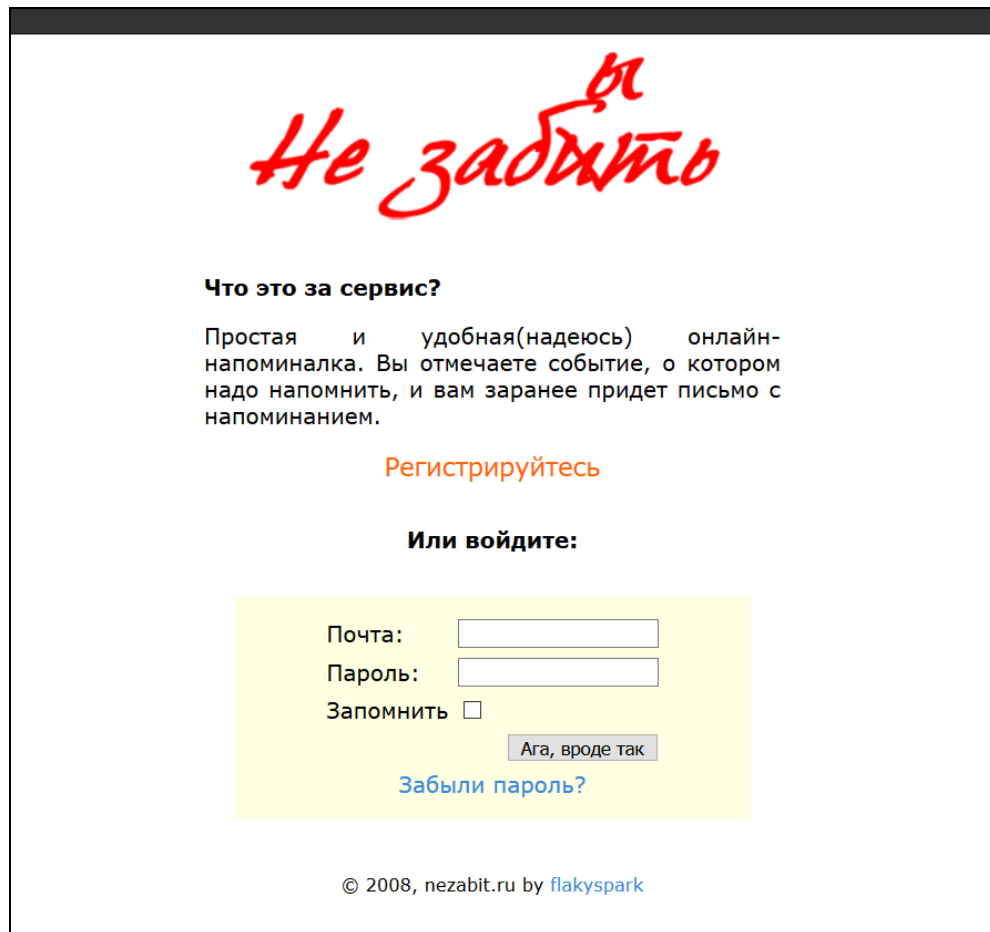 ы
Не забить
Что это за сервис?
Простая и удобная(надеюсь) онлайн-
напоминалка. Вы отмечаете событие, о котором
надо напомнить, и вам заранее придет письмо с
напоминанием.
Регистрируйтесь
Или войдите:
Почта:
Пароль:
Запомнить
Ага, вроде так
Забыли пароль?
© 2008, nezabit.ru by flakyspark